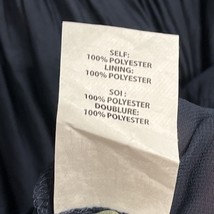 SELF:
100% POLYESTER
LINING:
100% POLYESTER
SOI :
100% POLYESTER
DOUBLURE:
100% POLYESTER